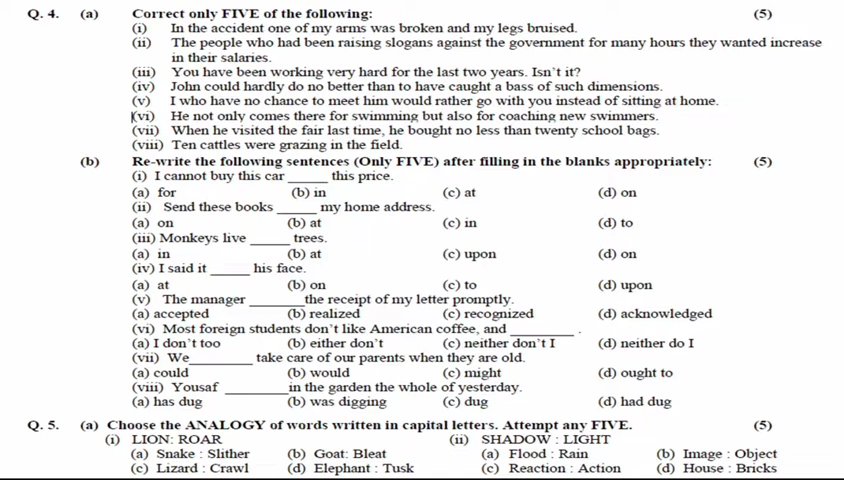 Q. 4. (a) Correct only FIVE of the following: (5)
(i) In the accident one of my arms was broken and my legs bruised.
(ii) The people who had been raising slogans against the government for many hours they wanted increase
in their salaries.
(iii) You have been working very hard for the last two years. Isn't it?
(iv) John could hardly do no better than to have caught a bass of such dimensions.
(v) I who have no chance to meet him would rather go with you instead of sitting at home.
(vi) He not only comes there for swimming but also for coaching new swimmers.
(vii) When he visited the fair last time, he bought no less than twenty school bags.
(viii) Ten cattles were grazing in the field.
(b) Re-write the following sentences (Only FIVE) after filling in the blanks appropriately: (5)
(i) I cannot buy this car _____ this price.
(a) for (b) in (c) at (d) on
(ii) Send these books _____ my home address.
(a) on (b) at (c) in (d) to
(iii) Monkeys live _____ trees.
(a) in (b) at (c) upon (d) on
(iv) I said it _____ his face.
(a) at (b) on (c) to (d) upon
(v) The manager _______the receipt of my letter promptly.
(a) accepted (b) realized (c) recognized (d) acknowledged
(vi) Most foreign students don't like American coffee, and ________ .
(a) I don't too (b) either don't (c) neither don't I (d) neither do I
(vii) We________ take care of our parents when they are old.
(a) could (b) would (c) might (d) ought to
(viii) Yousaf ________in the garden the whole of yesterday.
(a) has dug (b) was digging (c) dug (d) had dug
Q. 5. (a) Choose the ANALOGY of words written in capital letters. Attempt any FIVE. (5)
(i) LION: ROAR (ii) SHADOW : LIGHT
(a) Snake : Slither (b) Goat: Bleat (a) Flood : Rain (b) Image : Object
(c) Lizard : Crawl (d) Elephant : Tusk (c) Reaction : Action (d) House : Bricks